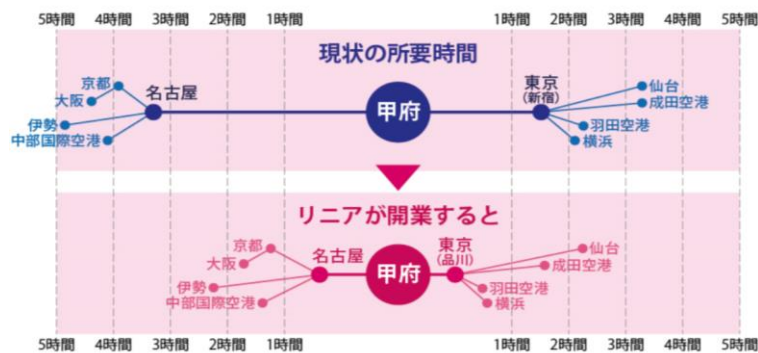 5時間 4時間 3時間 2時間 1時間 1時間 2時間 3時間 4時間 5時間
現状の所要時間
京都
大阪
伊勢
中部国際空港
名古屋
甲府
東京
(新宿)
仙台
成田空港
羽田空港
横浜
リニアが開業すると
京都
大阪
伊勢
中部国際空港
名古屋
甲府
東京
(品川)
仙台
成田空港
羽田空港
横浜
5時間 4時間 3時間 2時間 1時間 1時間 2時間 3時間 4時間 5時間